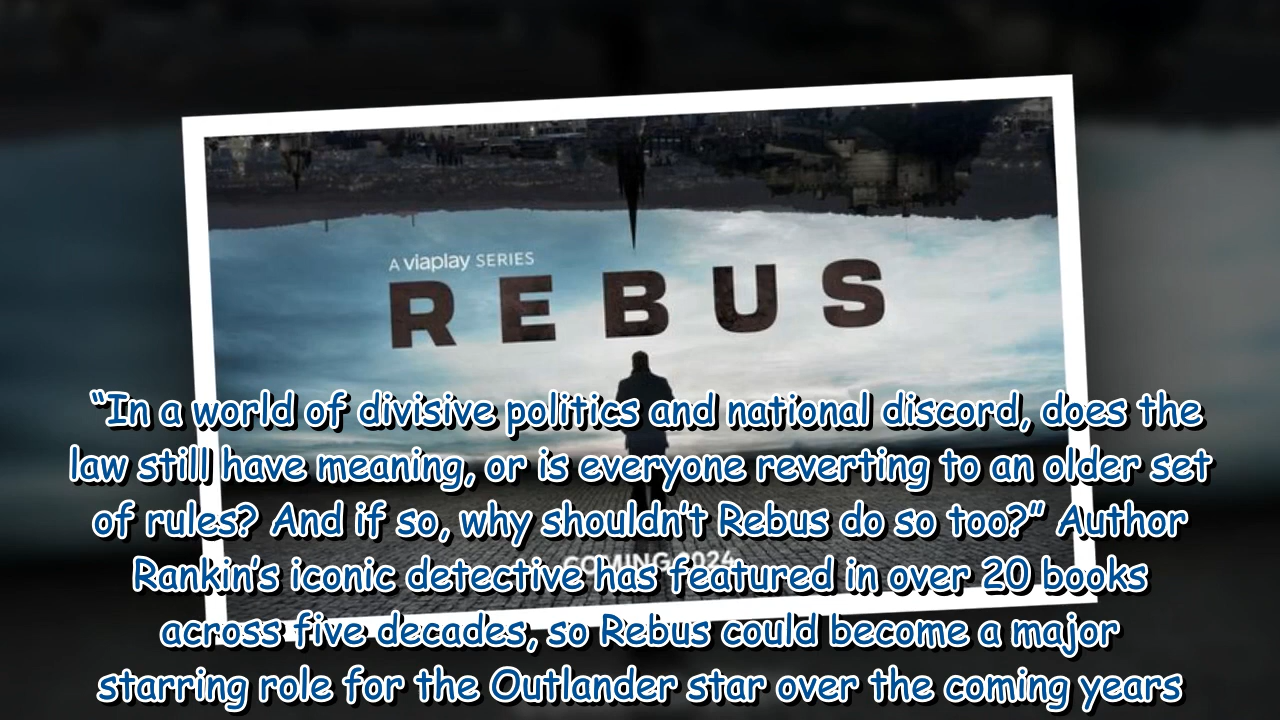 A viaplay SERIES
REBUS
“In a world of divisive politics and national discord, does the
law still have meaning, or is everyone reverting to an older set
of rules? And if so, why shouldn’t Rebus do so too?” Author
COMING 2024
Rankin’s iconic detective has featured in over 20 books
across five decades, so Rebus could become a major
starring role for the Outlander star over the coming years